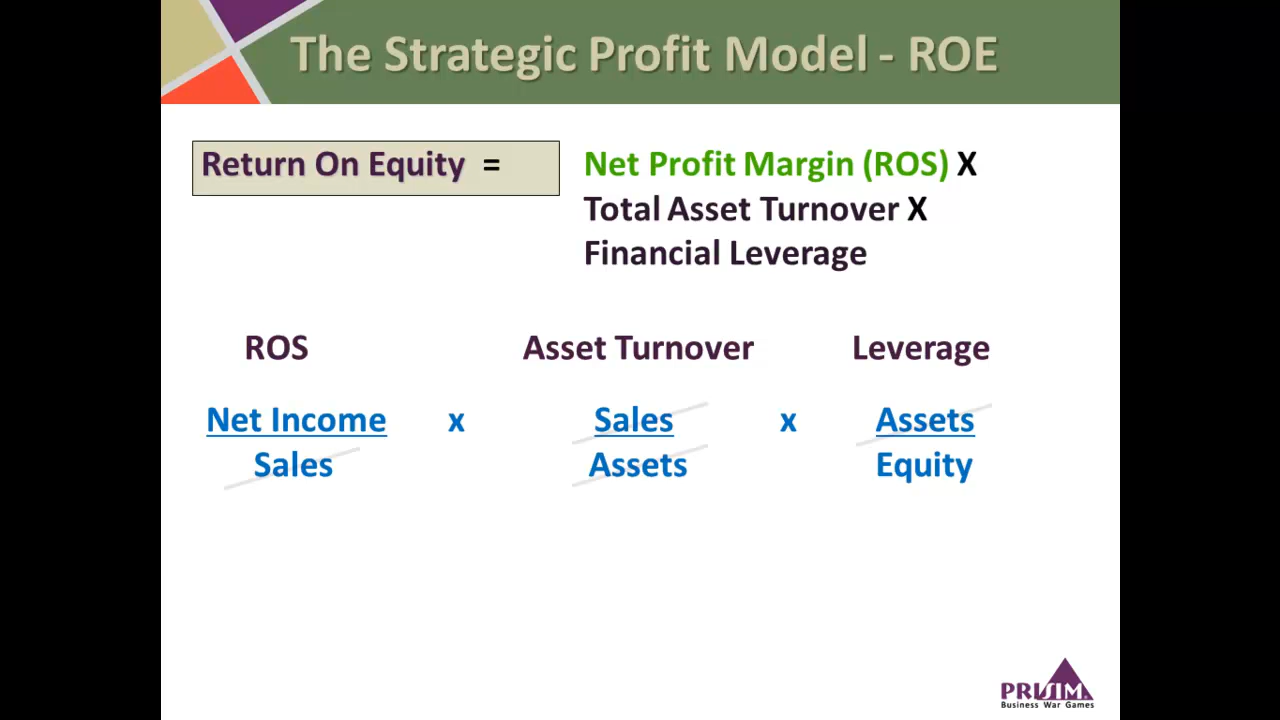 The Strategic Profit Model - ROE
Return On Equity =
Net Profit Margin (ROS) X
Total Asset Turnover X
Financial Leverage
ROS Asset Turnover Leverage
Net Income x Sales x Assets
Sales Assets Equity
PRISIM
Business War Games